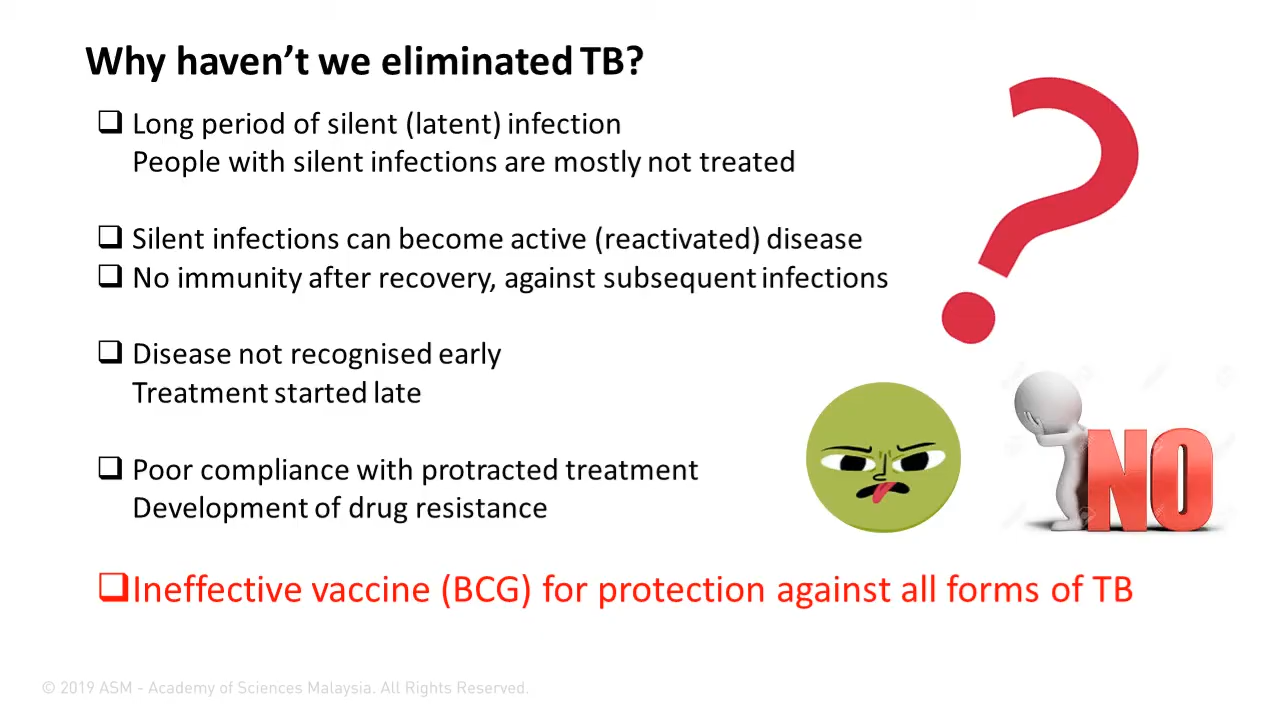 Why haven't we eliminated TB?
❑ Long period of silent (latent) infection
People with silent infections are mostly not treated
❑ Silent infections can become active (reactivated) disease
❑ No immunity after recovery, against subsequent infections
❑ Disease not recognised early
Treatment started late
❑ Poor compliance with protracted treatment
Development of drug resistance
NO
❑Ineffective vaccine (BCG) for protection against all forms of TB
© 2019 ASM - Academy of Sciences Malaysia. All Rights Reserved.